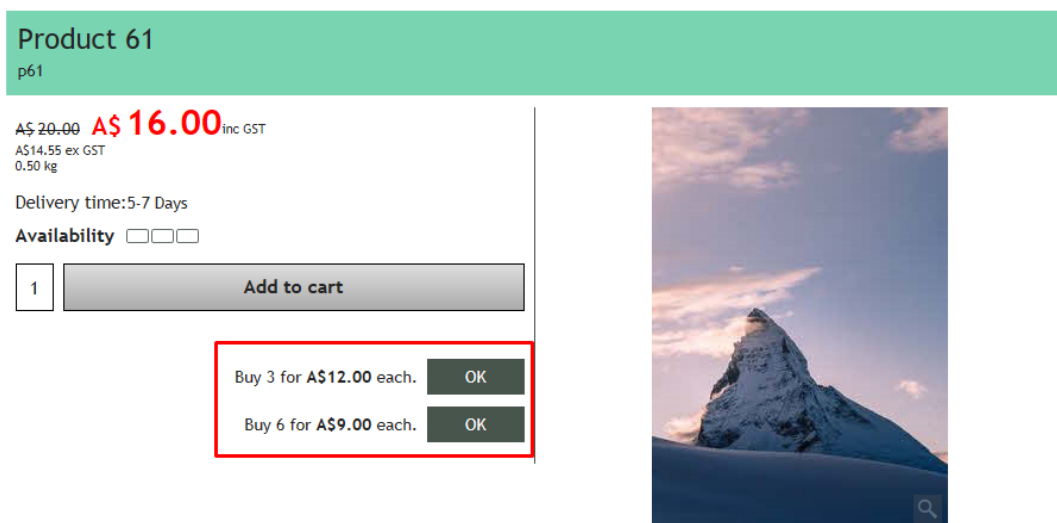 Product 61
p61
A$ 20.00 A$ 16.00 inc GST
A$14.55 ex GST
0.50 kg
Delivery time:5-7 Days
Availability
1 Add to cart
Buy 3 for A$12.00 each. OK
Buy 6 for A$9.00 each. OK